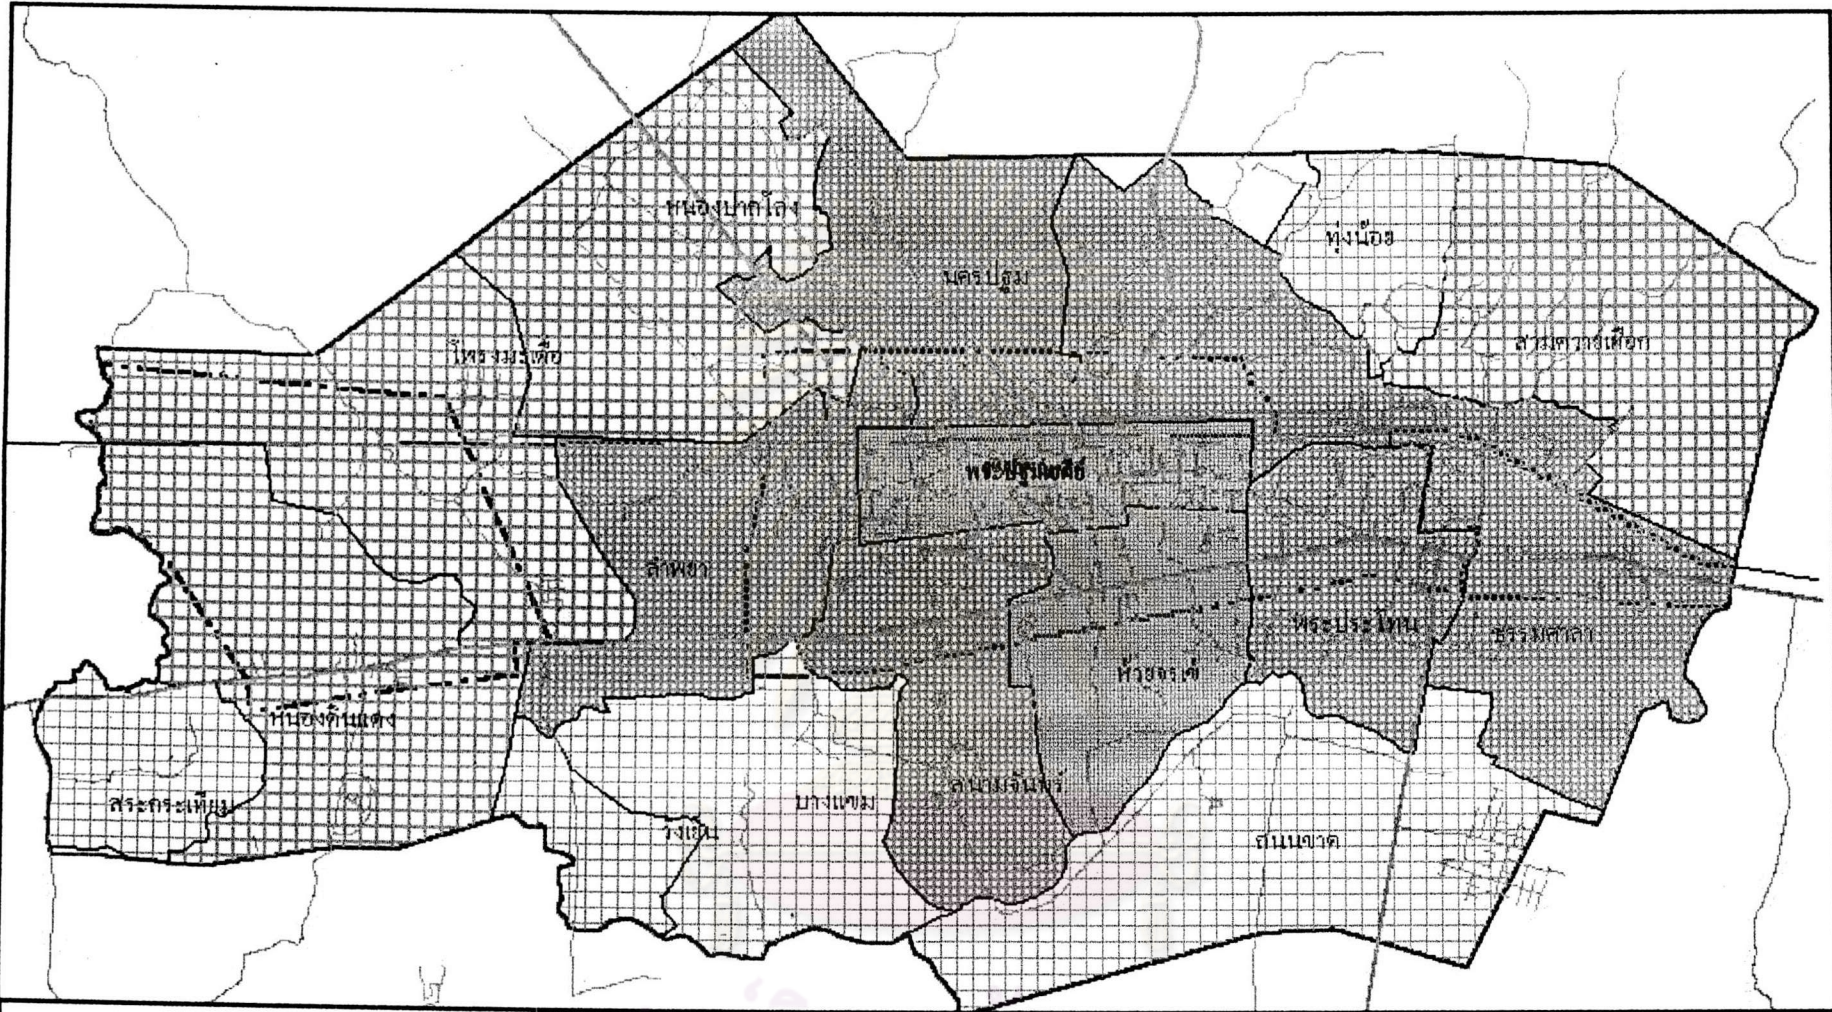 หนองปากโลง
ทุ่งน้อย
นครปฐม
สามควายเผือก
โพรงมะเดื่อ
พระปฐมเจดีย์
ลำพยา
พระประโทน
ธรรมศาลา
ห้วยจรเข้
หนองดินแดง
สนามจันทร์
สระกะเทียม
บางแขม
วังเย็น
ถนนขาด